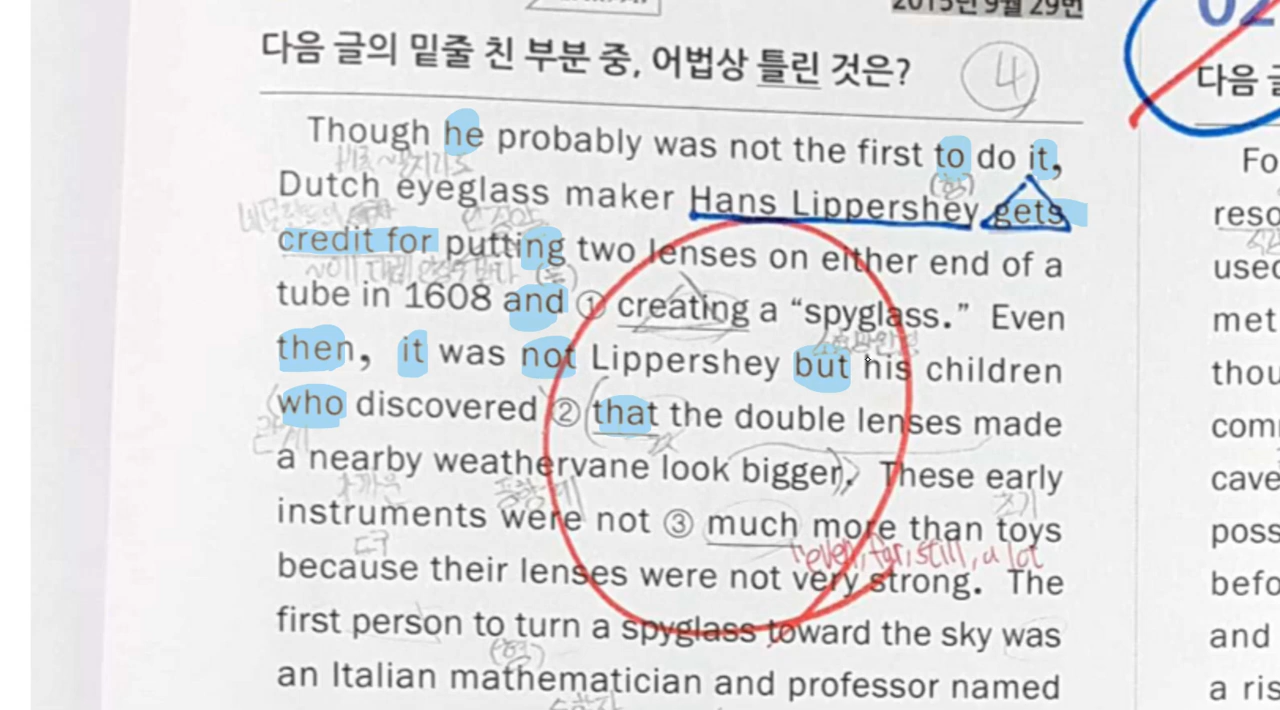 2015년 9월 29번
다음 글의 밑줄 친 부분 중, 어법상 틀린 것은? 4
Though he probably was not the first to do it,
Dutch eyeglass maker Hans Lippershey gets
credit for putting two lenses on either end of a
tube in 1608 and ① creating a “spyglass.” Even
then, it was not Lippershey but his children
who discovered ② that the double lenses made
a nearby weathervane look bigger. These early
instruments were not ③ much more than toys
even, far, still, a lot
because their lenses were not very strong. The
first person to turn a spyglass toward the sky was
an Italian mathematician and professor named
02
다음
Fo
reso
used
met
thou
com
cave
poss
befo
and
a ris